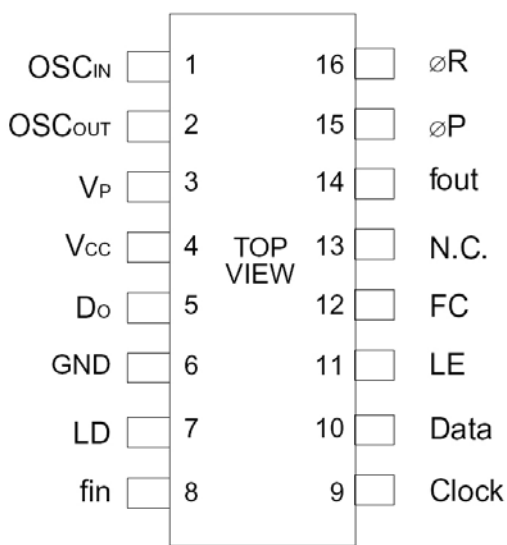 OSCIN 1 16 ⌀R
OSCOUT 2 15 ⌀P
VP 3 14 fout
VCC 4 TOP 13 N.C.
VIEW
DO 5 12 FC
GND 6 11 LE
LD 7 10 Data
fin 8 9 Clock